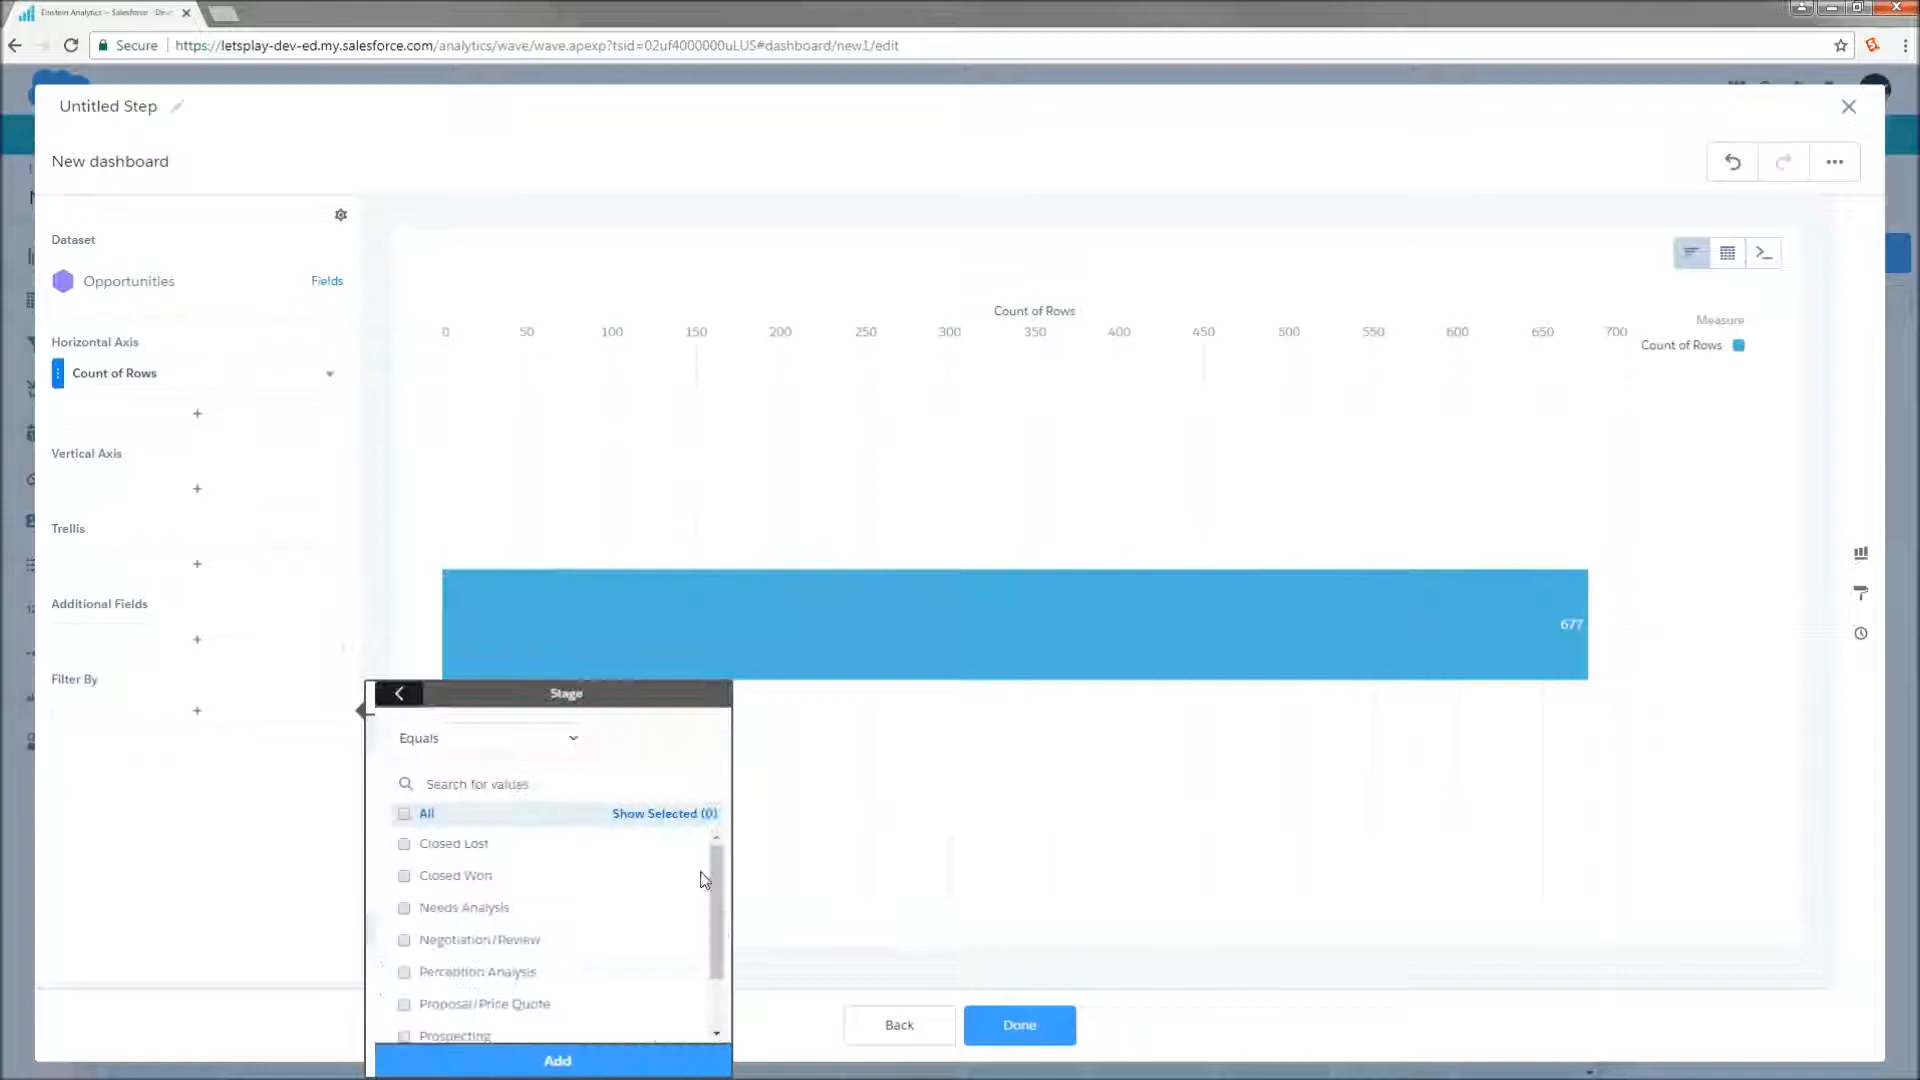 Einstein Analytics – Salesforce - Dev
Secure https://letsplay-dev-ed.my.salesforce.com/analytics/wave/wave.apexp?tsid=02uf4000000uLUS#dashboard/new1/edit
Untitled Step
New dashboard
Dataset
Opportunities Fields
Horizontal Axis
Count of Rows
+
Vertical Axis
+
Trellis
+
Additional Fields
+
Filter By
+
Count of Rows
0 50 100 150 200 250 300 350 400 450 500 550 600 650 700
Measure
Count of Rows
677
Stage
Equals
Search for values
All Show Selected (0)
Closed Lost
Closed Won
Needs Analysis
Negotiation/Review
Perception Analysis
Proposal/Price Quote
Prospecting
Add
Back Done